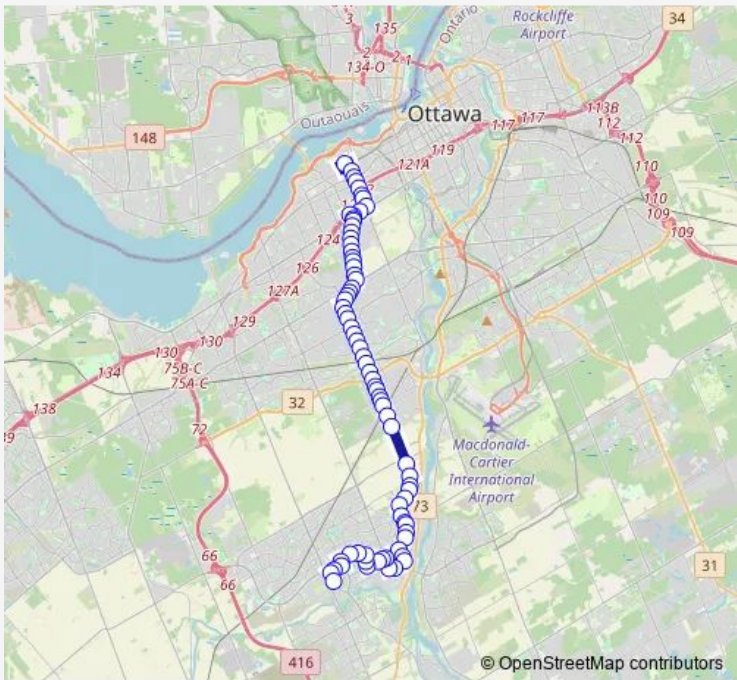 Rockcliffe
Airport
34
3
135
Ontario
2
2
1
134-O
Outaouais
Ottawa
148
113B
117
117
112
112
119
121A
110
110
109
109
124
126
127A
129
130
130
134
75B-C
75A-C
138
32
72
Macdonald-
Cartier
International
Airport
73
66
66
31
416
© OpenStreetMap contributors